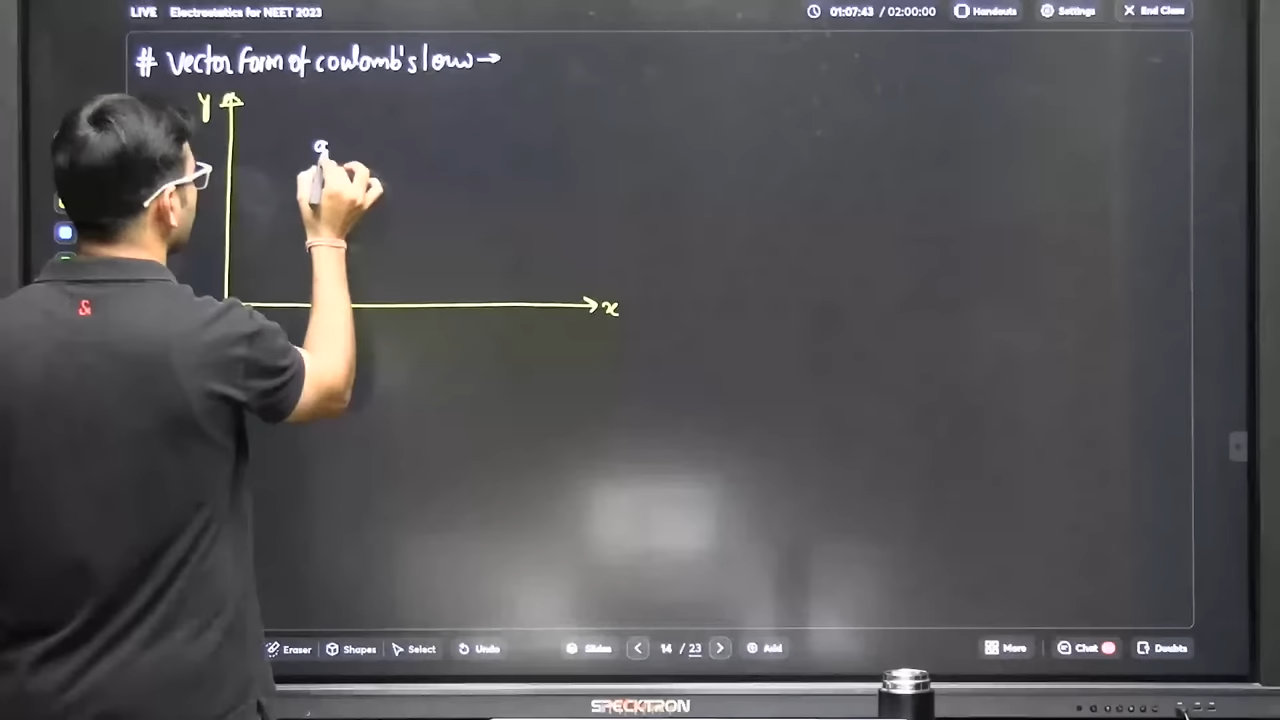 LIVE Electrostatics for NEET 2023 01:07:43 / 02:00:00 Handouts Settings End Class
# Vector Form of coulomb's law →
y
q
x
Eraser Shapes Select Undo Slides 14 / 23 Add More Chat Doubts
SPECKTRON